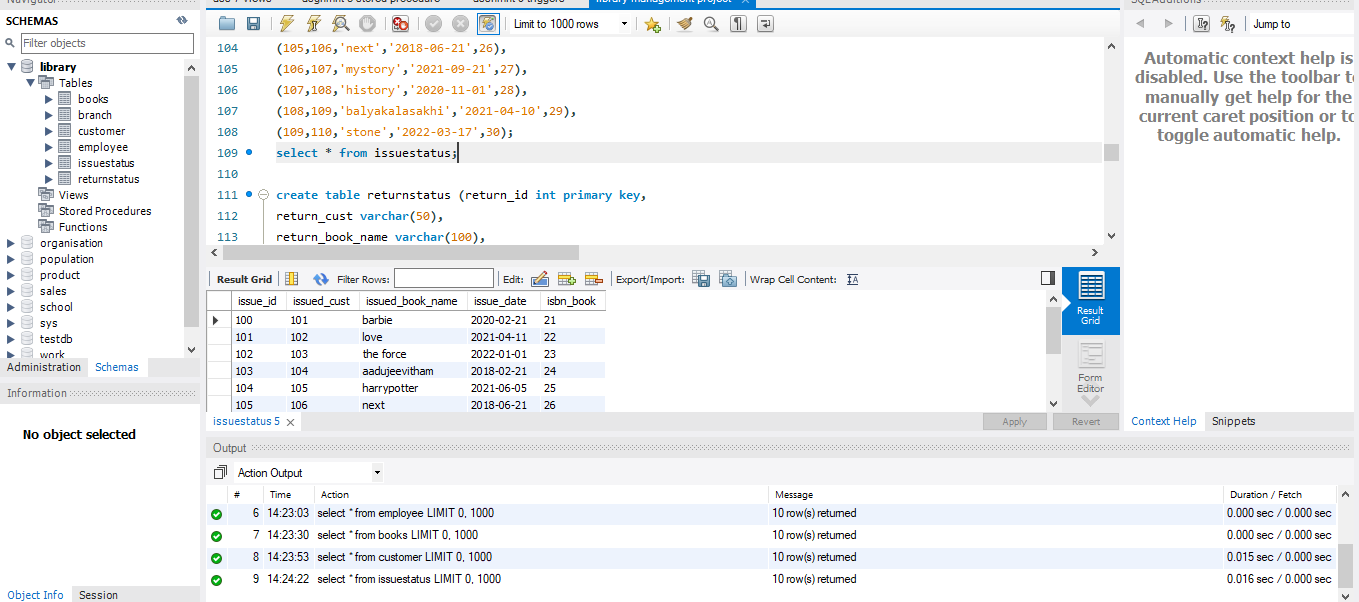 Navigator
SCHEMAS
Filter objects
library
Tables
books
branch
customer
employee
issuestatus
returnstatus
Views
Stored Procedures
Functions
organisation
population
product
sales
school
sys
testdb
work
Administration Schemas
Information
No object selected
Object Info Session
library management project
Limit to 1000 rows
104 (105,106,'next','2018-06-21',26),
105 (106,107,'mystory','2021-09-21',27),
106 (107,108,'history','2020-11-01',28),
107 (108,109,'balyakalasakhi','2021-04-10',29),
108 (109,110,'stone','2022-03-17',30);
109 select * from issuestatus;
110
111 create table returnstatus (return_id int primary key,
112 return_cust varchar(50),
113 return_book_name varchar(100),
Result Grid Filter Rows: Edit: Export/Import: Wrap Cell Content:
issue_id issued_cust issued_book_name issue_date isbn_book
100 101 barbie 2020-02-21 21
101 102 love 2021-04-11 22
102 103 the force 2022-01-01 23
103 104 aadujeevitham 2018-02-21 24
104 105 harrypotter 2021-06-05 25
105 106 next 2018-06-21 26
Result
Grid
Form
Editor
issuestatus 5 Apply Revert
Output
Action Output
# Time Action Message Duration / Fetch
6 14:23:03 select * from employee LIMIT 0, 1000 10 row(s) returned 0.000 sec / 0.000 sec
7 14:23:30 select * from books LIMIT 0, 1000 10 row(s) returned 0.000 sec / 0.000 sec
8 14:23:53 select * from customer LIMIT 0, 1000 10 row(s) returned 0.015 sec / 0.000 sec
9 14:24:22 select * from issuestatus LIMIT 0, 1000 10 row(s) returned 0.016 sec / 0.000 sec
SQLAdditions
Jump to
Automatic context help is
disabled. Use the toolbar to
manually get help for the
current caret position or to
toggle automatic help.
Context Help Snippets